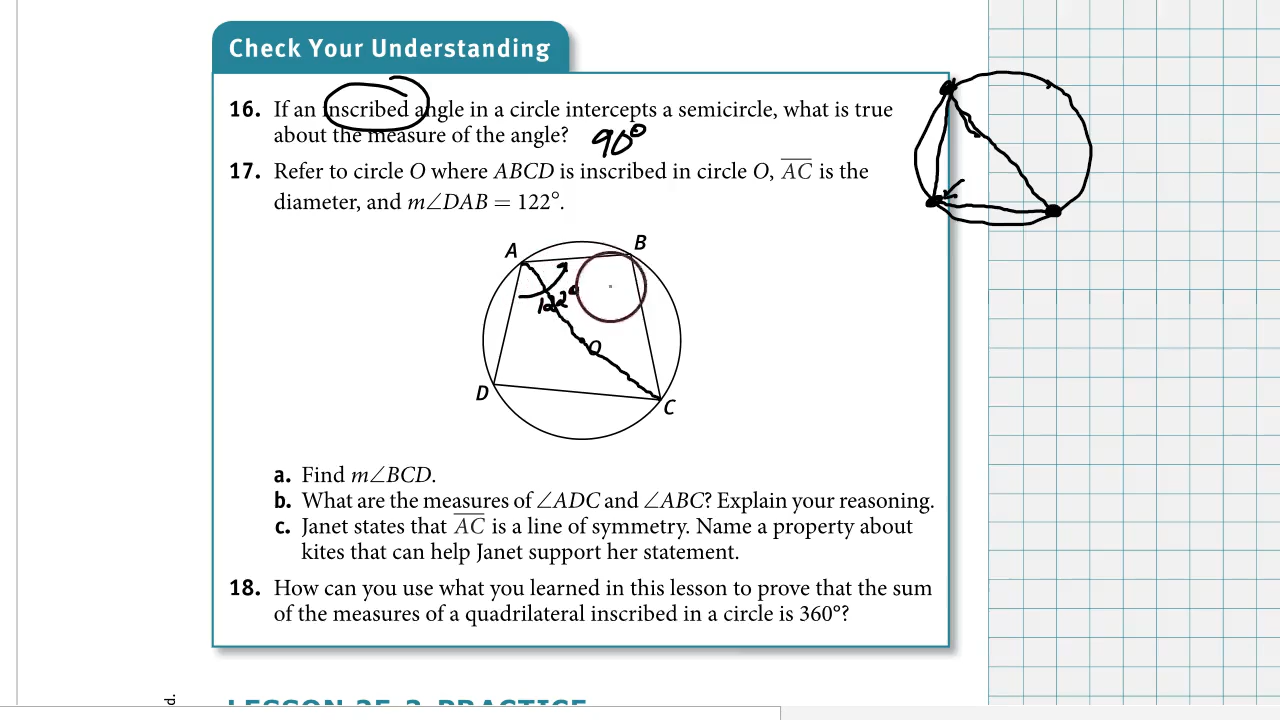 Check Your Understanding
16. If an inscribed angle in a circle intercepts a semicircle, what is true
about the measure of the angle? 90°
17. Refer to circle O where ABCD is inscribed in circle O, A̅C̅ is the
diameter, and m∠DAB = 122°.
A
B
122°
O
D
C
a. Find m∠BCD.
b. What are the measures of ∠ADC and ∠ABC? Explain your reasoning.
c. Janet states that A̅C̅ is a line of symmetry. Name a property about
kites that can help Janet support her statement.
18. How can you use what you learned in this lesson to prove that the sum
of the measures of a quadrilateral inscribed in a circle is 360°?
d.